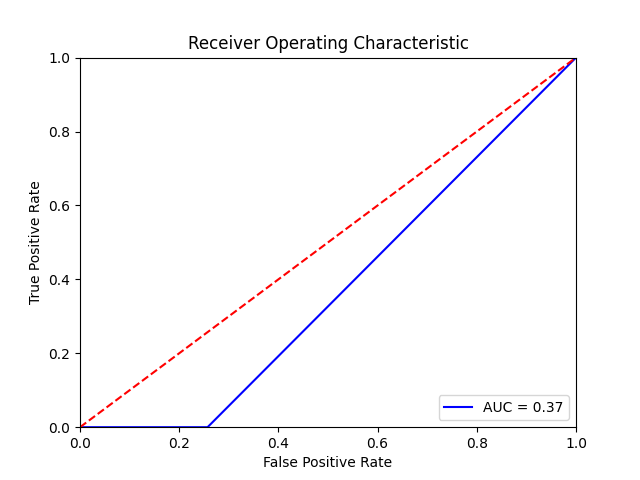 Receiver Operating Characteristic
1.0
0.8
0.6
0.4
0.2
0.0
True Positive Rate
AUC = 0.37
0.0 0.2 0.4 0.6 0.8 1.0
False Positive Rate